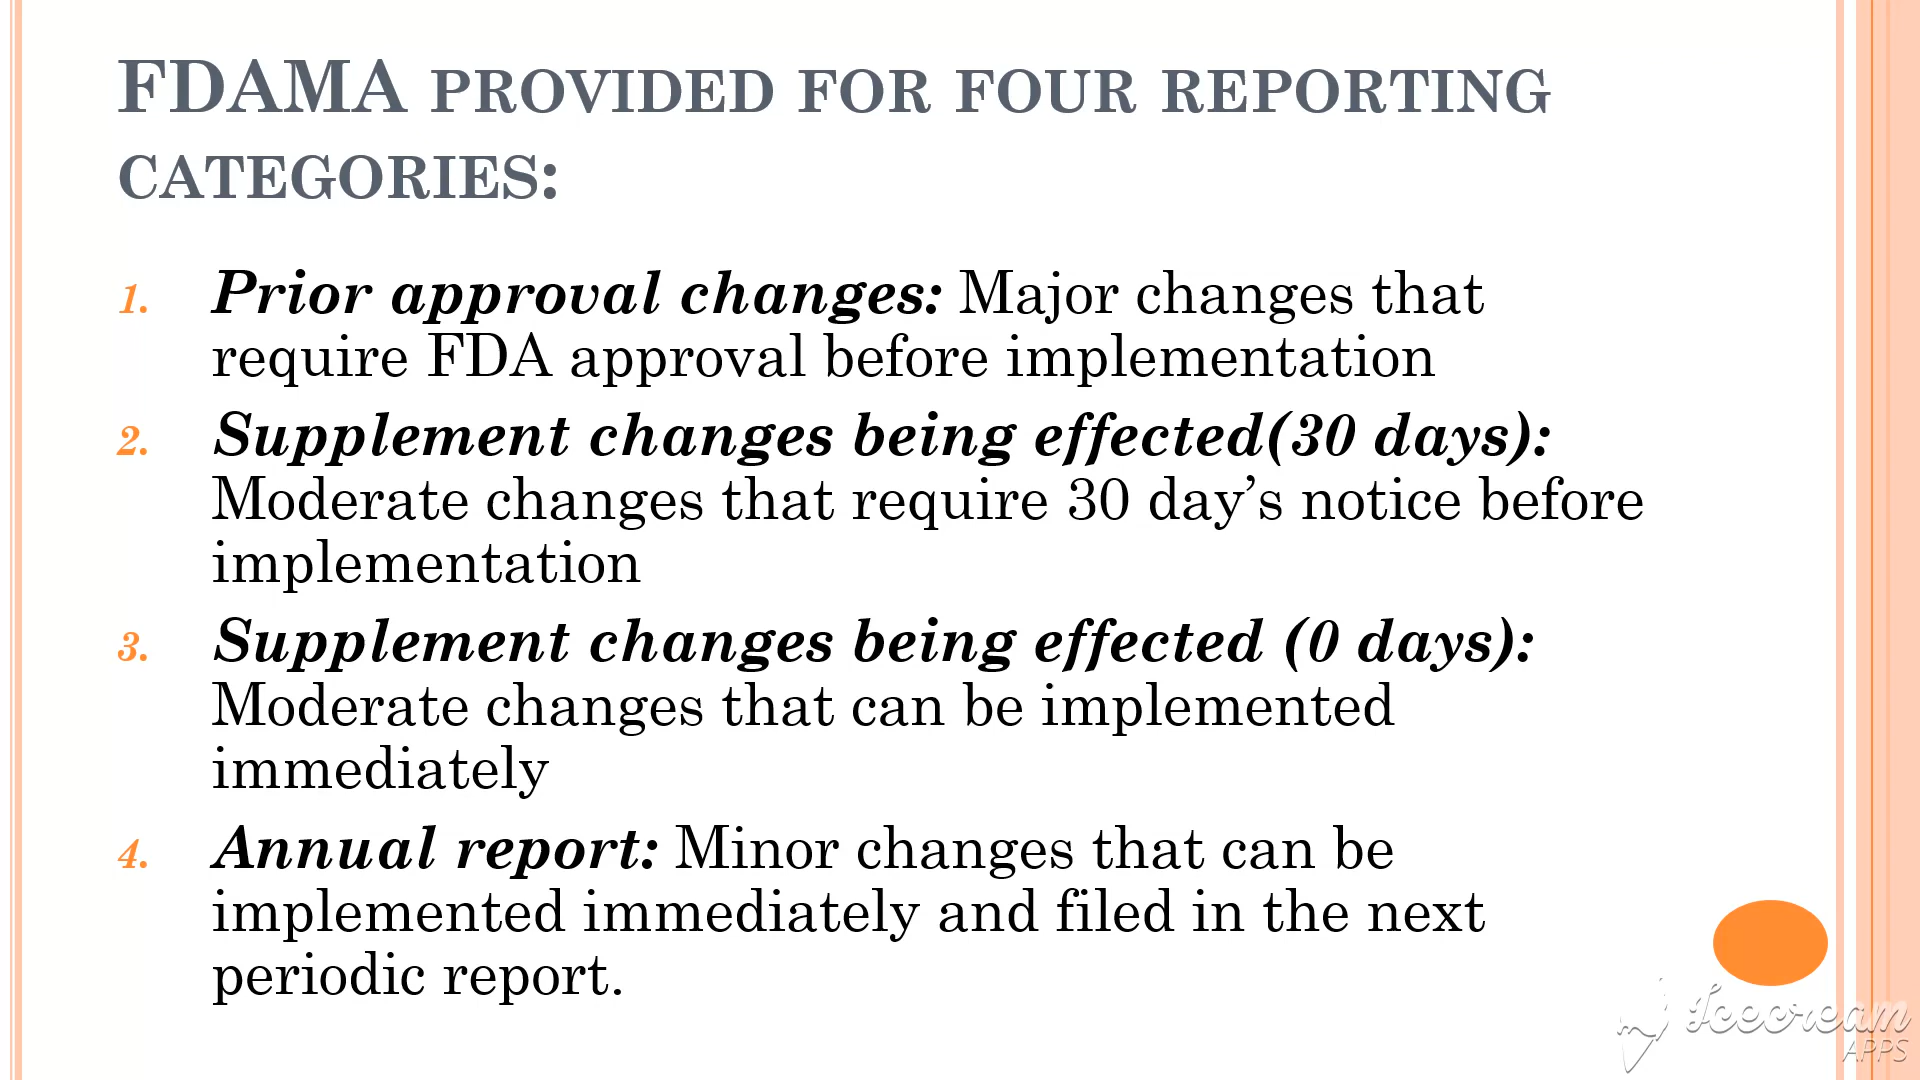 FDAMA PROVIDED FOR FOUR REPORTING
CATEGORIES:
1. Prior approval changes: Major changes that
require FDA approval before implementation
2. Supplement changes being effected(30 days):
Moderate changes that require 30 day’s notice before
implementation
3. Supplement changes being effected (0 days):
Moderate changes that can be implemented
immediately
4. Annual report: Minor changes that can be
implemented immediately and filed in the next
periodic report.
Icecream
APPS